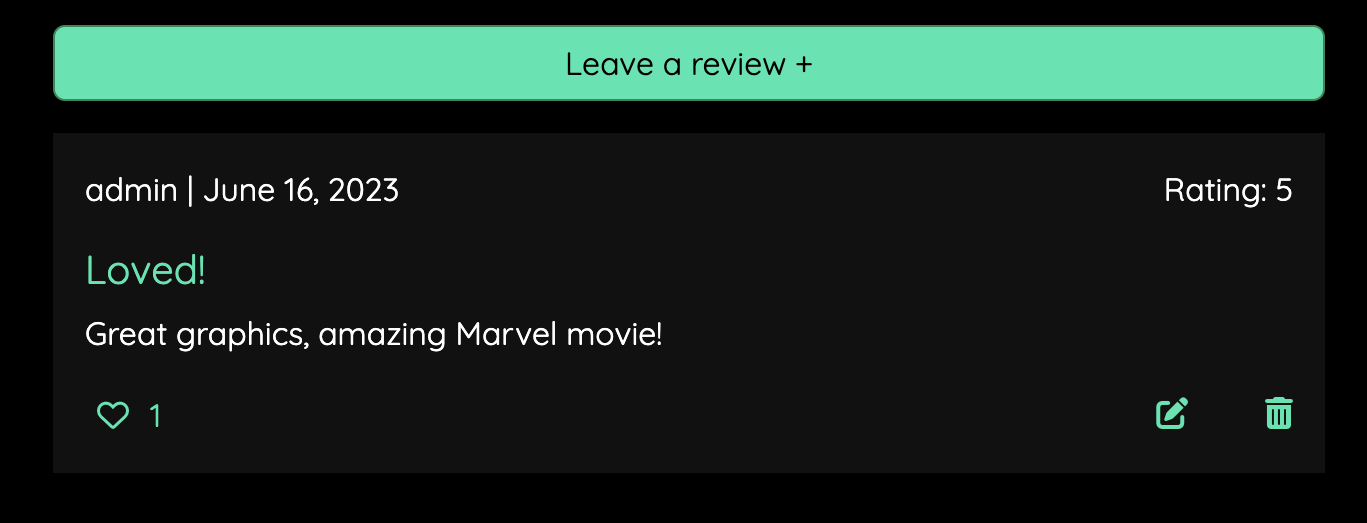 Leave a review +
admin | June 16, 2023
Rating: 5
Loved!
Great graphics, amazing Marvel movie!
1